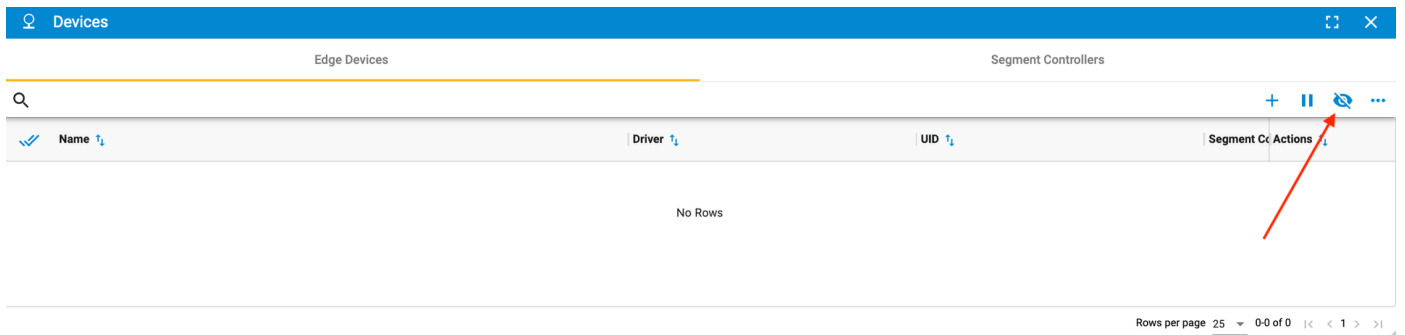 Devices
Edge Devices Segment Controllers
Name Driver UID Segment Co Actions
No Rows
Rows per page 25 0-0 of 0 1